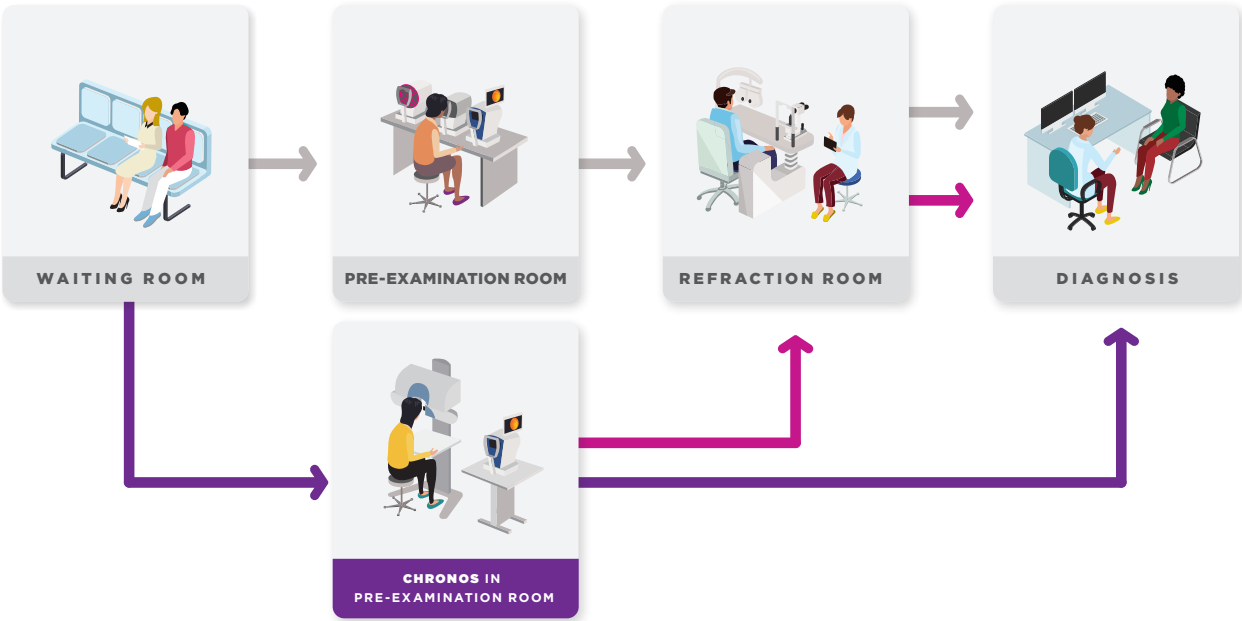 WAITING ROOM
PRE-EXAMINATION ROOM
REFRACTION ROOM
DIAGNOSIS
CHRONOS IN
PRE-EXAMINATION ROOM